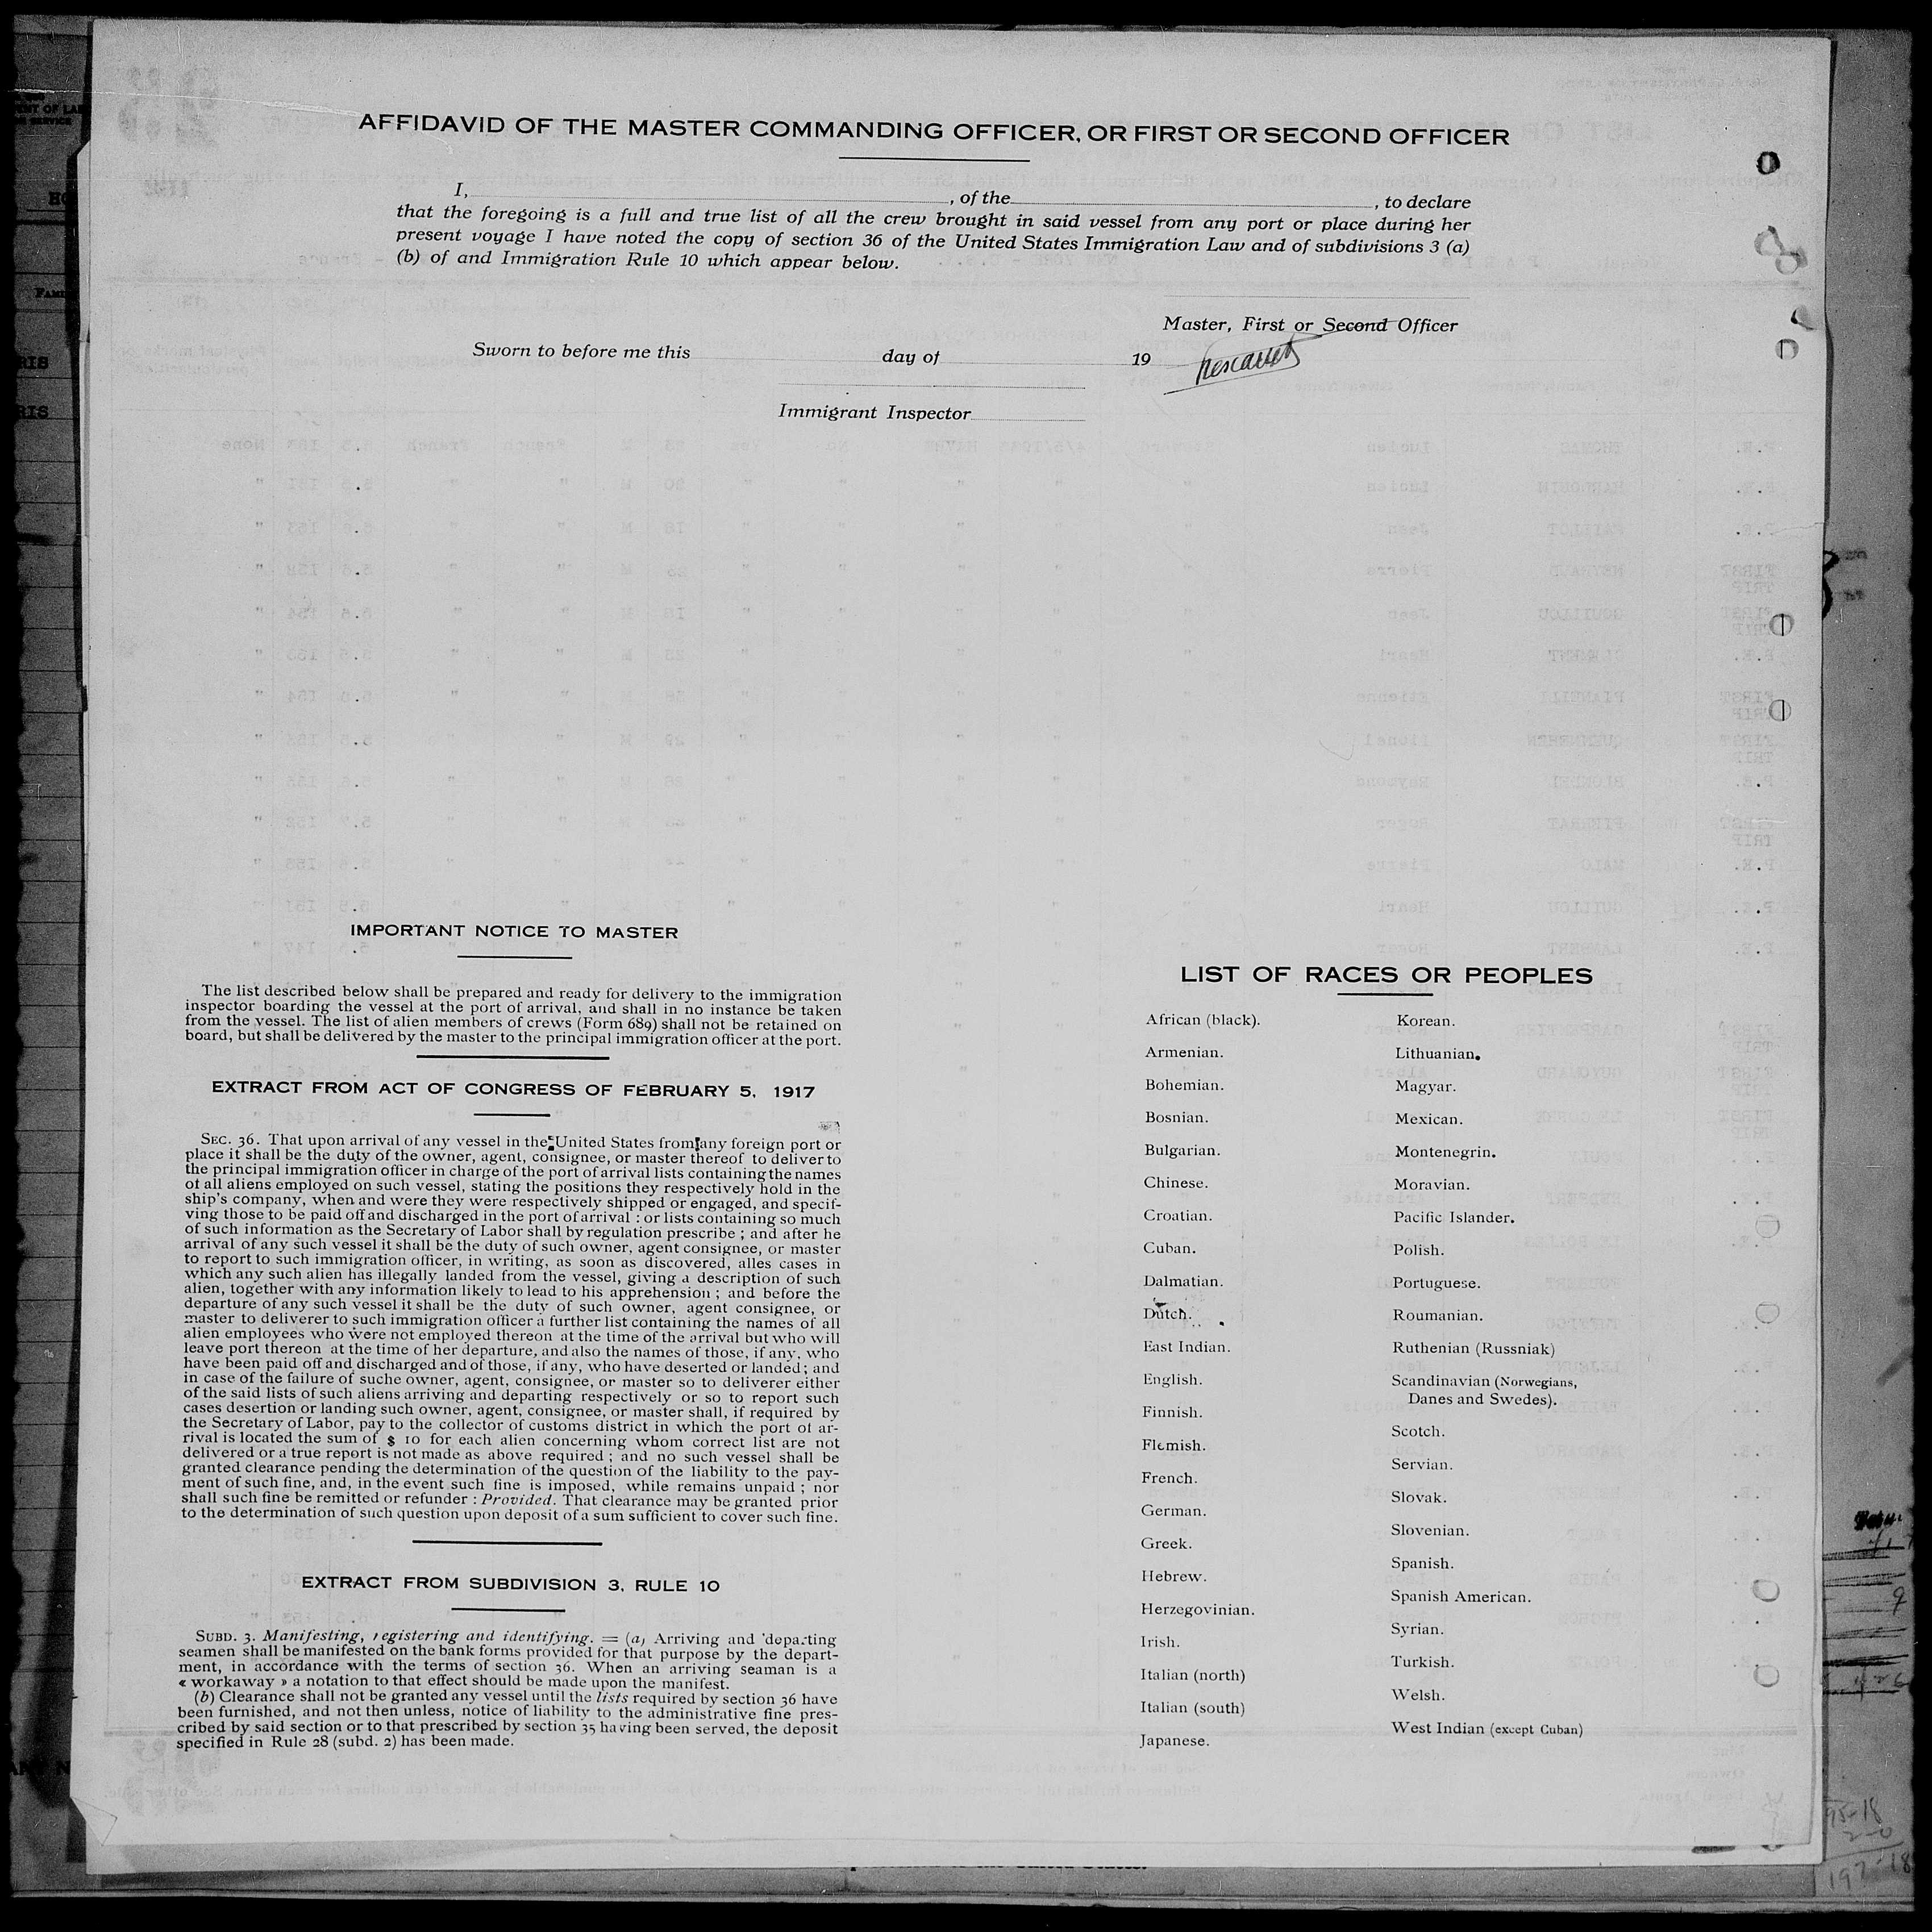 AFFIDAVID OF THE MASTER COMMANDING OFFICER, OR FIRST OR SECOND OFFICER
I, , of the , to declare
that the foregoing is a full and true list of all the crew brought in said vessel from any port or place during her
present voyage I have noted the copy of section 36 of the United States Immigration Law and of subdivisions 3 (a)
(b) of and Immigration Rule 10 which appear below.
Master, First or Second Officer
Sworn to before me this day of 19
Immigrant Inspector
IMPORTANT NOTICE TO MASTER
The list described below shall be prepared and ready for delivery to the immigration
inspector boarding the vessel at the port of arrival, and shall in no instance be taken
from the vessel. The list of alien members of crews (Form 689) shall not be retained on
board, but shall be delivered by the master to the principal immigration officer at the port.
EXTRACT FROM ACT OF CONGRESS OF FEBRUARY 5, 1917
SEC. 36. That upon arrival of any vessel in the United States from any foreign port or
place it shall be the duty of the owner, agent, consignee, or master thereof to deliver to
the principal immigration officer in charge of the port of arrival lists containing the names
of all aliens employed on such vessel, stating the positions they respectively hold in the
ship's company, when and were they were respectively shipped or engaged, and specif-
ving those to be paid off and discharged in the port of arrival : or lists containing so much
of such information as the Secretary of Labor shall by regulation prescribe ; and after he
arrival of any such vessel it shall be the duty of such owner, agent consignee, or master
to report to such immigration officer, in writing, as soon as discovered, alles cases in
which any such alien has illegally landed from the vessel, giving a description of such
alien, together with any information likely to lead to his apprehension ; and before the
departure of any such vessel it shall be the duty of such owner, agent consignee, or
master to deliverer to such immigration officer a further list containing the names of all
alien employees who were not employed thereon at the time of the arrival but who will
leave port thereon at the time of her departure, and also the names of those, if any, who
have been paid off and discharged and of those, if any, who have deserted or landed ; and
in case of the failure of suche owner, agent, consignee, or master so to deliverer either
of the said lists of such aliens arriving and departing respectively or so to report such
cases desertion or landing such owner, agent, consignee, or master shall, if required by
the Secretary of Labor, pay to the collector of customs district in which the port of ar-
rival is located the sum of $ 10 for each alien concerning whom correct list are not
delivered or a true report is not made as above required ; and no such vessel shall be
granted clearance pending the determination of the question of the liability to the pay-
ment of such fine, and, in the event such fine is imposed, while remains unpaid ; nor
shall such fine be remitted or refunder : Provided. That clearance may be granted prior
to the determination of such question upon deposit of a sum sufficient to cover such fine.
EXTRACT FROM SUBDIVISION 3, RULE 10
SUBD. 3. Manifesting, registering and identifying. = (a) Arriving and departing
seamen shall be manifested on the bank forms provided for that purpose by the depart-
ment, in accordance with the terms of section 36. When an arriving seaman is a
« workaway » a notation to that effect should be made upon the manifest.
(b) Clearance shall not be granted any vessel until the lists required by section 36 have
been furnished, and not then unless, notice of liability to the administrative fine pres-
cribed by said section or to that prescribed by section 35 having been served, the deposit
specified in Rule 28 (subd. 2) has been made.
LIST OF RACES OR PEOPLES
African (black).
Armenian.
Bohemian.
Bosnian.
Bulgarian.
Chinese.
Croatian.
Cuban.
Dalmatian.
Dutch.
East Indian.
English.
Finnish.
Flemish.
French.
German.
Greek.
Hebrew.
Herzegovinian.
Irish.
Italian (north)
Italian (south)
Japanese.
Korean.
Lithuanian.
Magyar.
Mexican.
Montenegrin.
Moravian.
Pacific Islander.
Polish.
Portuguese.
Roumanian.
Ruthenian (Russniak)
Scandinavian (Norwegians,
Danes and Swedes).
Scotch.
Servian.
Slovak.
Slovenian.
Spanish.
Spanish American.
Syrian.
Turkish.
Welsh.
West Indian (except Cuban)